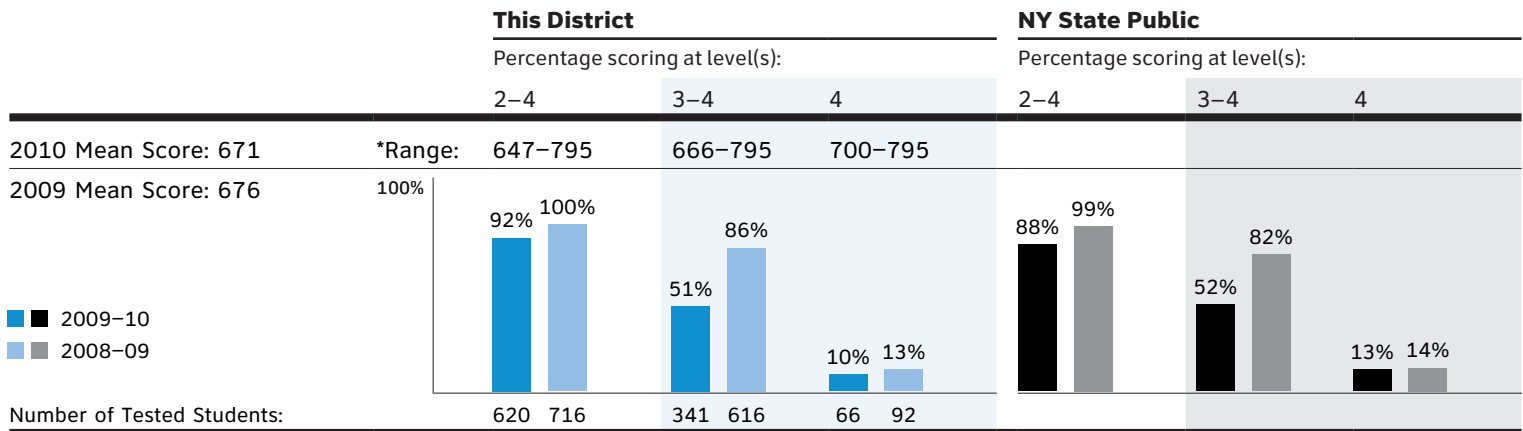 This District NY State Public
Percentage scoring at level(s): Percentage scoring at level(s):
2–4 3–4 4 2–4 3–4 4
2010 Mean Score: 671 *Range: 647–795 666–795 700–795
2009 Mean Score: 676 100%
92% 100% 86% 88% 99% 82%
51% 52%
10% 13% 13% 14%
2009–10
2008–09
Number of Tested Students: 620 716 341 616 66 92